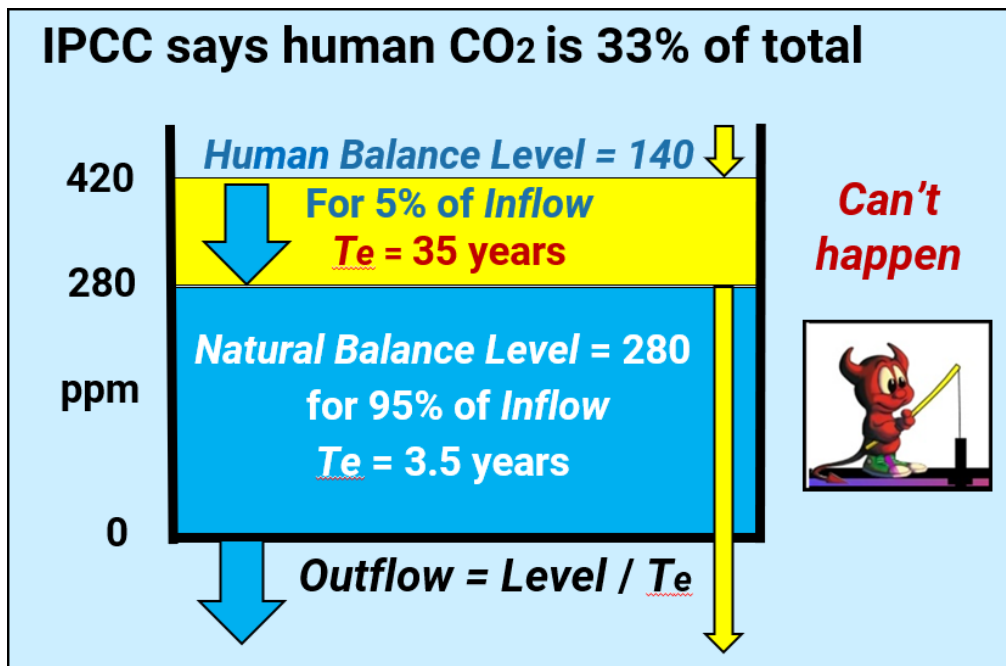 IPCC says human CO2 is 33% of total
Human Balance Level = 140
420
For 5% of Inflow
Te = 35 years
Can't
happen
280
Natural Balance Level = 280
ppm
for 95% of Inflow
Te = 3.5 years
0
Outflow = Level / Te